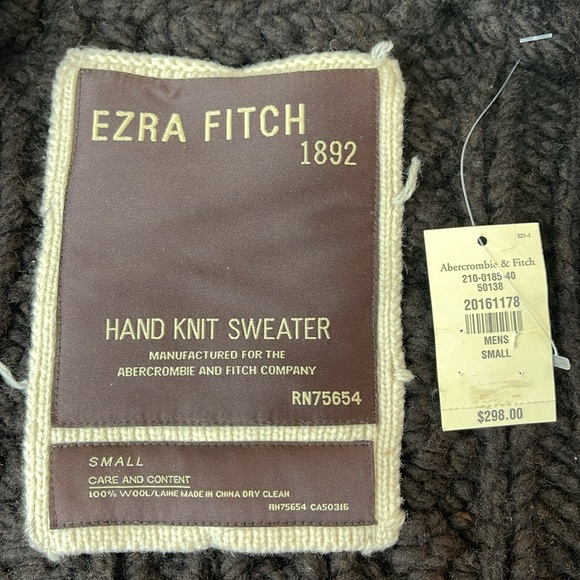 EZRA FITCH
1892
HAND KNIT SWEATER
MANUFACTURED FOR THE
ABERCROMBIE AND FITCH COMPANY
RN75654
SMALL
CARE AND CONTENT
100% WOOL/LAINE MADE IN CHINA DRY CLEAN
RN75654 CA50316
S21-1
Abercrombie & Fitch
210-0185 40
50138
20161178
MENS
SMALL
$298.00